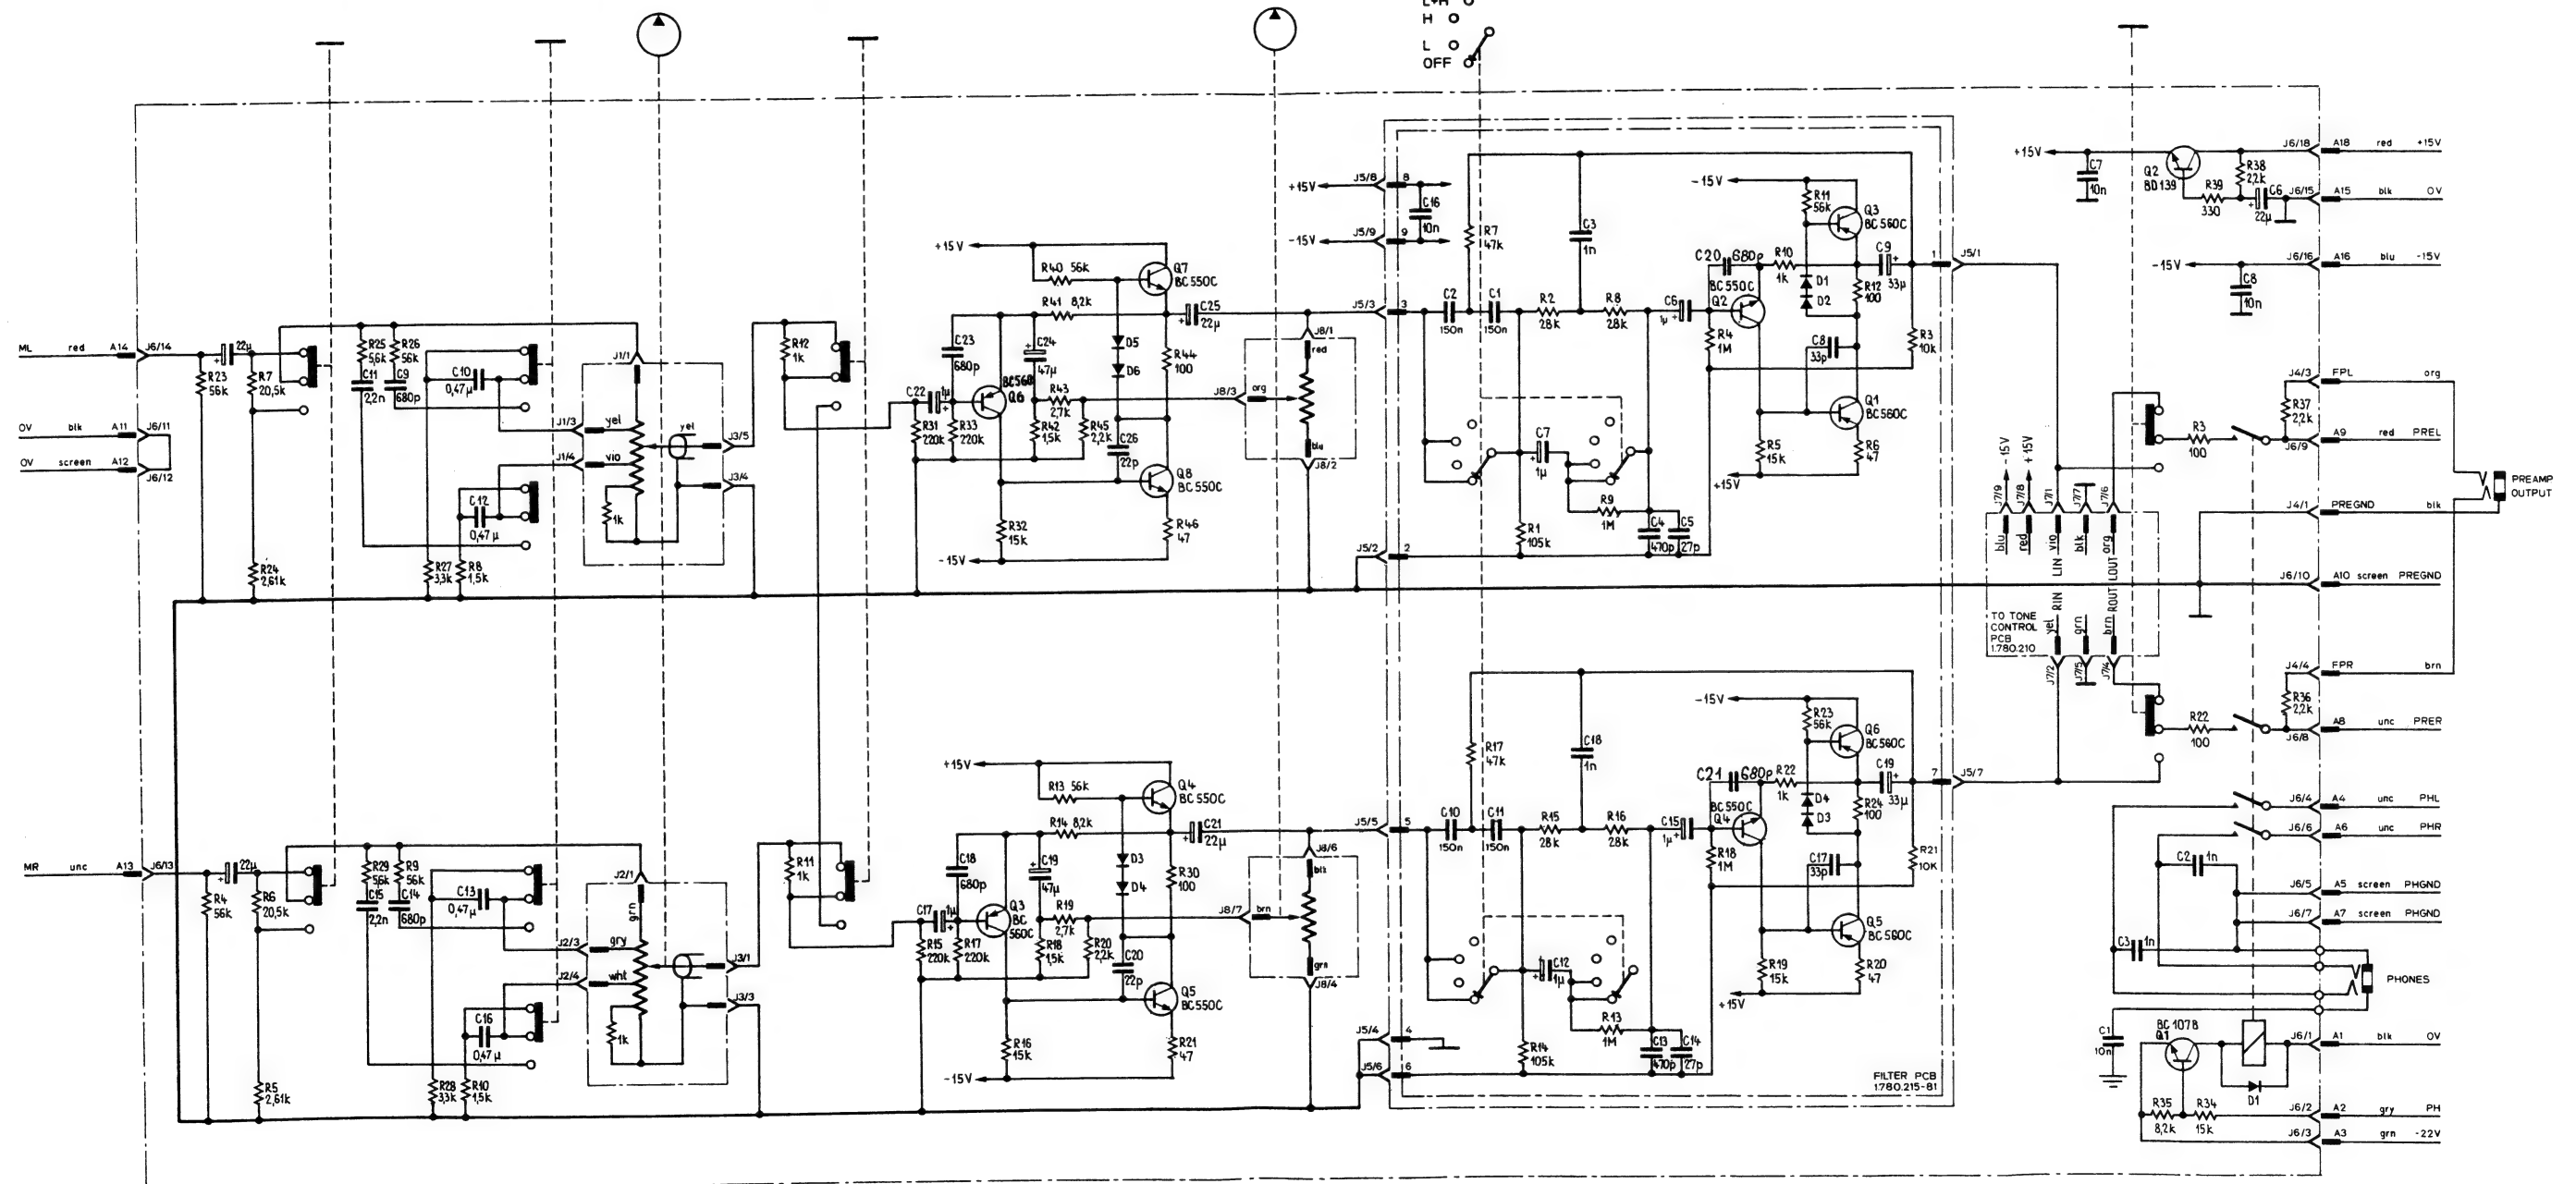 L+H
H
L
OFF
ML red A14 J6/14
22µ
R23 56k
R7 20,5k
R24 2,61k
0V blk A11 J6/11
0V screen A12 J6/12
R25 5,6k
R26 56k
C11 2,2n
C9 680p
C10 0,47µ
C12 0,47µ
R27 3,3k
R8 1,5k
J1/1
J1/3 yel
J1/4 vio
1k
yel
J3/5
J3/4
R12 1k
+15V
R40 56k
Q7 BC550C
R41 8,2k
C25 22µ
C23 680p
C24 47µ
D5
D6
R44 100
C22 1µ
BC560 Q6
R43 2,7k
R31 220k
R33 220k
R42 1,5k
R45 2,2k
C26 22p
Q8 BC550C
R32 15k
R46 47
-15V
J8/1
red
J8/3 org
blu
J8/2
+15V J5/8 8
C16 10n
-15V J5/9 9
J5/3 3
J5/2 2
R7 47k
C3 1n
C2 150n
C1 150n
R2 28k
R8 28k
C6 1µ
-15V
R11 56k
Q3 BC560C
C20 680p
R10 1k
BC550C Q2
D1
D2
C9 33µ
R12 100
R4 1M
C8 33p
R3 10k
Q1 BC560C
R5 15k
R6 47
+15V
C7 1µ
R9 1M
R1 105k
C4 470p
C5 27p
1 J5/1
+15V
C7 10n
Q2 BD139
R39 330
R38 2,2k
C6 22µ
J6/18 A18 red +15V
J6/15 A15 blk 0V
-15V
C8 10n
J6/16 A16 blu -15V
J4/3 FPL org
R37 2,2k
R3 100
J6/9 A9 red PREL
PREAMP
OUTPUT
J4/1 PREGND blk
J6/10 A10 screen PREGND
-15V
+15V
J7/9
J7/8
J7/1
J7/7
J7/6
blu
red
LIN vio
blk
LOUT org
TO TONE
CONTROL
PCB
1.780.210
RIN yel
grn
ROUT brn
J7/2
J7/5
J7/4
J4/4 FPR brn
R36 2,2k
R22 100
J6/8 A8 unc PRER
MR unc A13 J6/13
22µ
R4 56k
R6 20,5k
R5 2,61k
R29 5,6k
R9 56k
C15 2,2n
C14 680p
C13 0,47µ
C16 0,47µ
R28 3,3k
R10 1,5k
J2/1
grn
J2/3 gry
J2/4 wht
1k
J3/1
J3/3
R11 1k
+15V
R13 56k
Q4 BC550C
R14 8,2k
C21 22µ
C18 680p
C19 47µ
D3
D4
R30 100
C17 1µ
Q3 BC 560C
R19 2,7k
R15 220k
R17 220k
R18 1,5k
R20 2,2k
C20 22p
Q5 BC550C
R16 15k
R21 47
-15V
J8/6
blk
J8/7 brn
grn
J8/4
J5/5 5
J5/4 4
J5/6 6
R17 47k
C18 1n
C10 150n
C11 150n
R15 28k
R16 28k
C15 1µ
-15V
R23 56k
Q6 BC560C
C21 680p
R22 1k
BC550C Q4
D4
D3
C19 33µ
R24 100
R18 1M
C17 33p
R21 10K
Q5 BC560C
R19 15k
R20 47
+15V
C12 1µ
R13 1M
R14 105k
C13 470p
C14 27p
7 J5/7
FILTER PCB
1.780.215-81
J6/4 A4 unc PHL
J6/6 A6 unc PHR
C2 1n
J6/5 A5 screen PHGND
J6/7 A7 screen PHGND
C3 1n
PHONES
C1 10n
BC107B
Q1
J6/1 A1 blk 0V
D1
R35 8,2k
R34 15k
J6/2 A2 gry PH
J6/3 A3 grn -22V